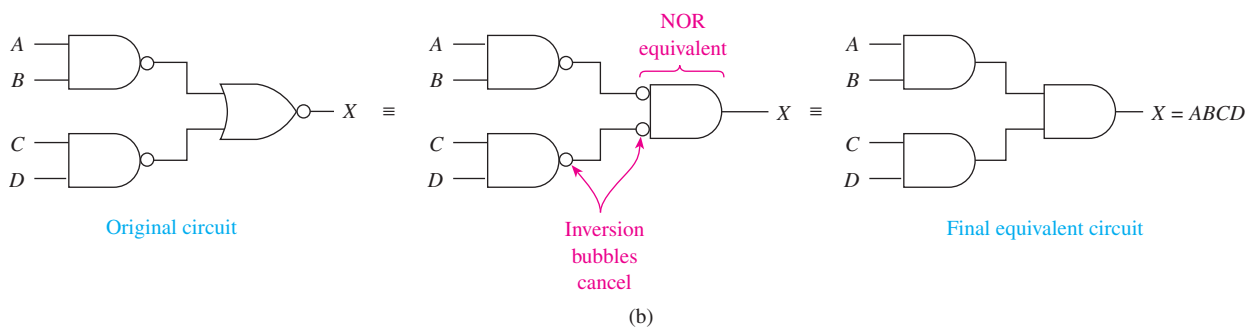 A
B
C
D
X
Original circuit
≡
A
B
C
D
NOR
equivalent
X
Inversion
bubbles
cancel
≡
A
B
C
D
X = ABCD
Final equivalent circuit
(b)